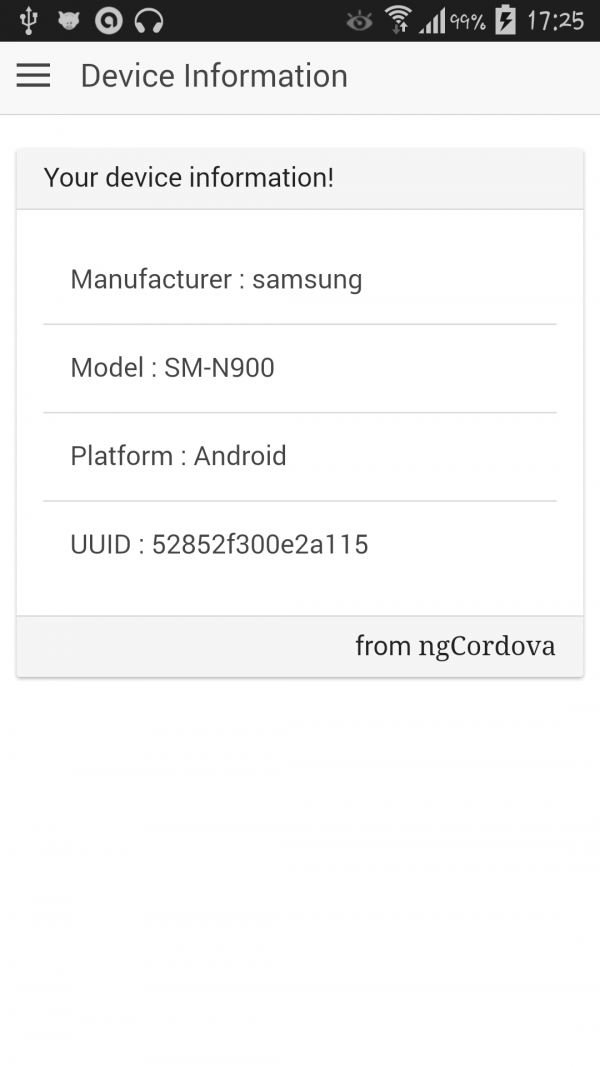 99% 17:25
Device Information
Your device information!
Manufacturer : samsung
Model : SM-N900
Platform : Android
UUID : 52852f300e2a115
from ngCordova